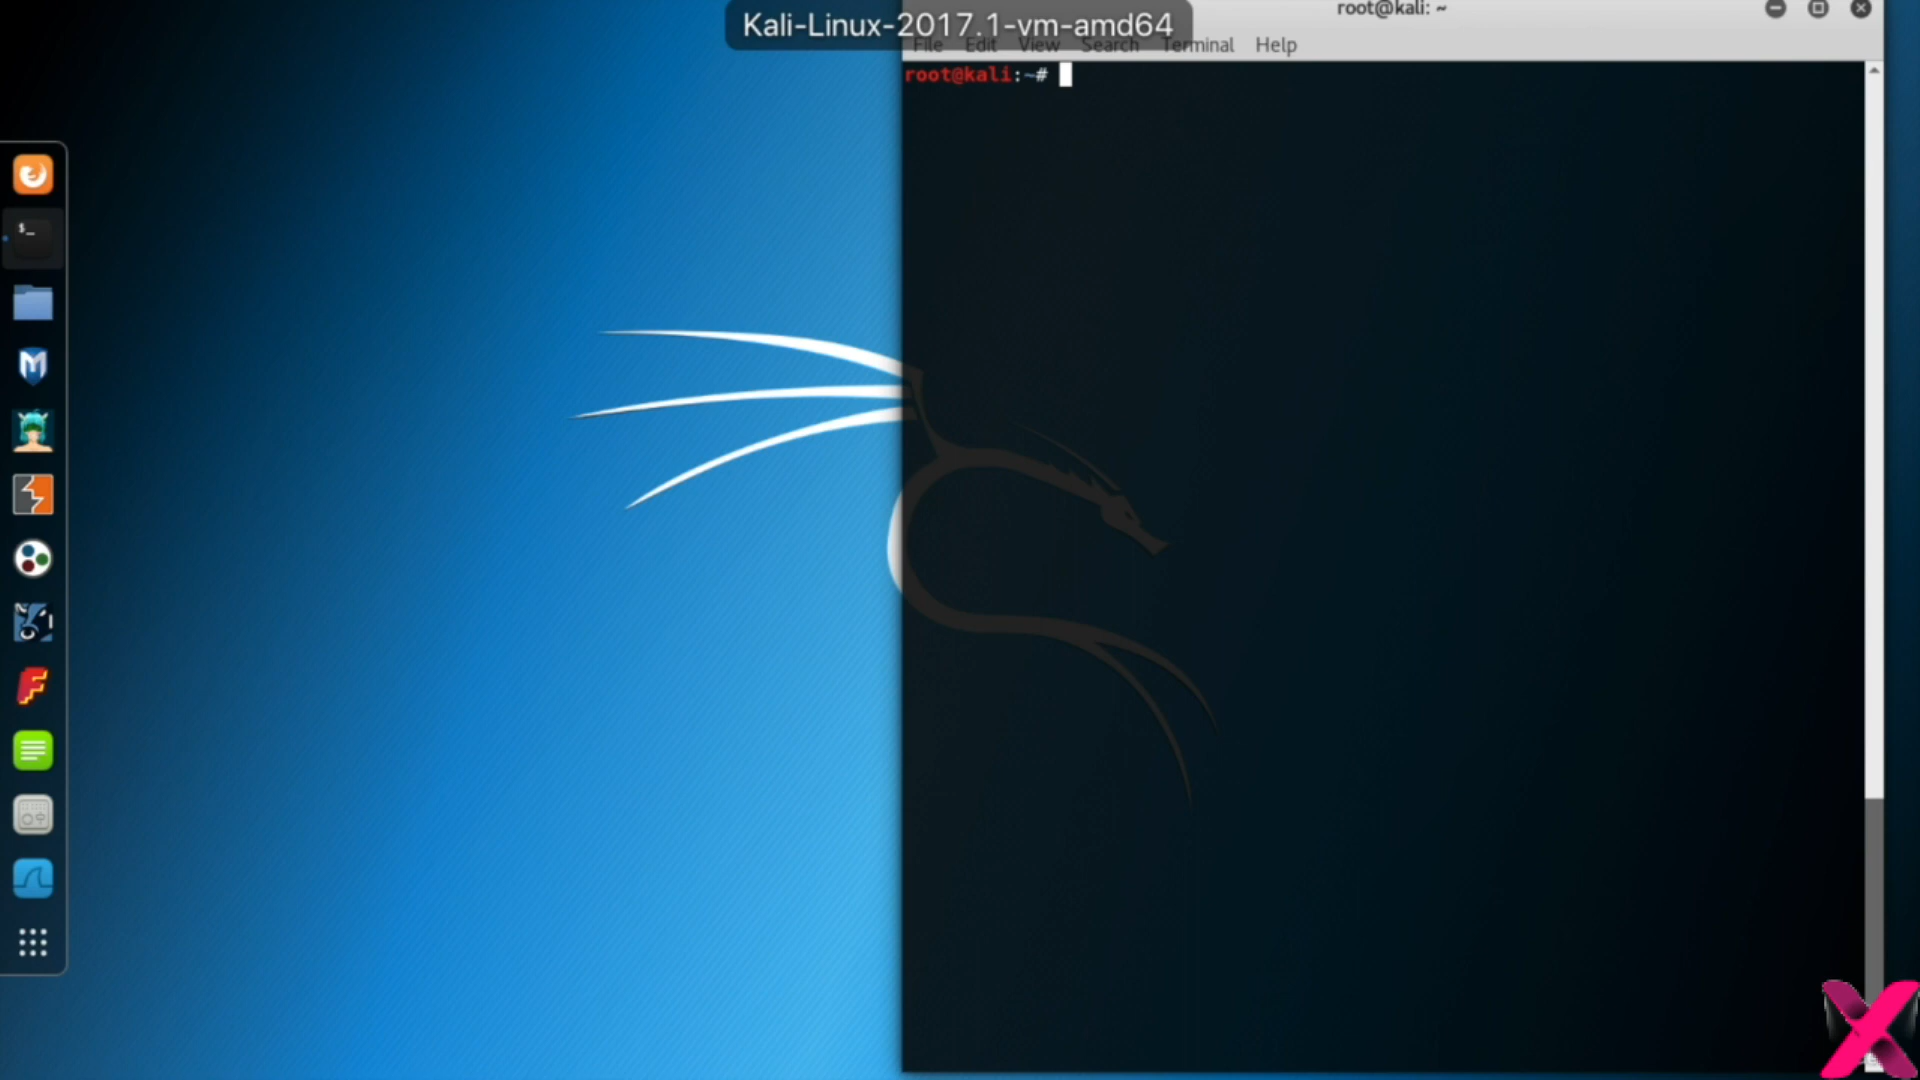 Kali-Linux-2017.1-vm-amd64
root@kali: ~
File Edit View Search Terminal Help
root@kali:~#
$_
M
F
X